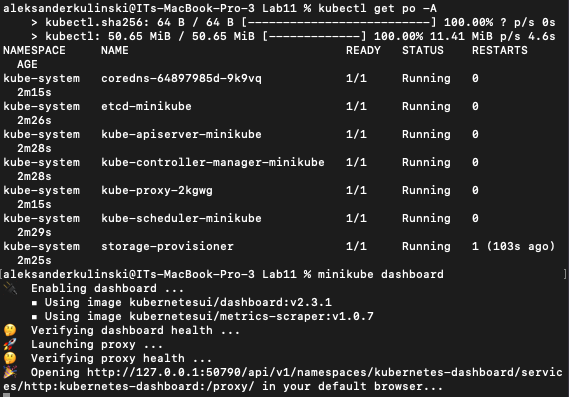 aleksanderkulinski@ITs-MacBook-Pro-3 Lab11 % kubectl get po -A
> kubectl.sha256: 64 B / 64 B [--------------------------] 100.00% ? p/s 0s
> kubectl: 50.65 MiB / 50.65 MiB [-------------] 100.00% 11.41 MiB p/s 4.6s
NAMESPACE NAME READY STATUS RESTARTS
AGE
kube-system coredns-64897985d-9k9vq 1/1 Running 0
2m15s
kube-system etcd-minikube 1/1 Running 0
2m26s
kube-system kube-apiserver-minikube 1/1 Running 0
2m28s
kube-system kube-controller-manager-minikube 1/1 Running 0
2m28s
kube-system kube-proxy-2kgwg 1/1 Running 0
2m15s
kube-system kube-scheduler-minikube 1/1 Running 0
2m29s
kube-system storage-provisioner 1/1 Running 1 (103s ago)
2m25s
[aleksanderkulinski@ITs-MacBook-Pro-3 Lab11 % minikube dashboard ]
🔌 Enabling dashboard ...
▪ Using image kubernetesui/dashboard:v2.3.1
▪ Using image kubernetesui/metrics-scraper:v1.0.7
🤔 Verifying dashboard health ...
🚀 Launching proxy ...
🤔 Verifying proxy health ...
🎉 Opening http://127.0.0.1:50790/api/v1/namespaces/kubernetes-dashboard/servic
es/http:kubernetes-dashboard:/proxy/ in your default browser...